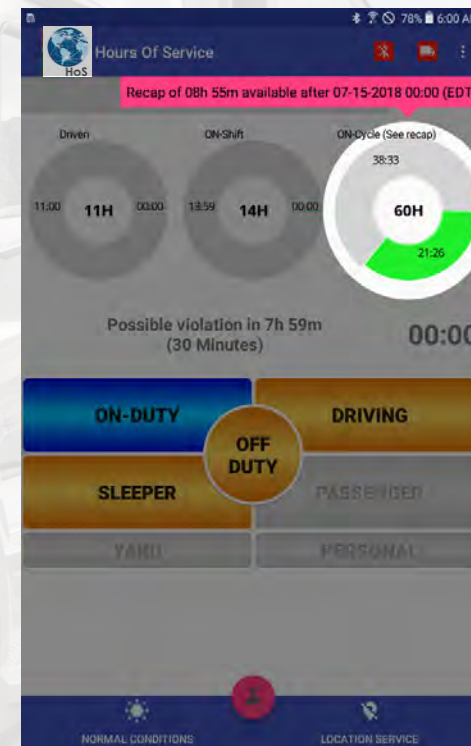 78% 6:00 AM
Hours Of Service
HoS
Recap of 08h 55m available after 07-15-2018 00:00 (EDT
Driven
ON-Shift
ON-Cycle (See recap)
11:00 11H 00:00
13:59 14H 00:00
38:33
60H
21:26
Possible violation in 7h 59m
(30 Minutes)
00:00
ON-DUTY
DRIVING
OFF
DUTY
SLEEPER
PASSENGER
YARD
PERSONAL
NORMAL CONDITIONS
LOCATION SERVICE